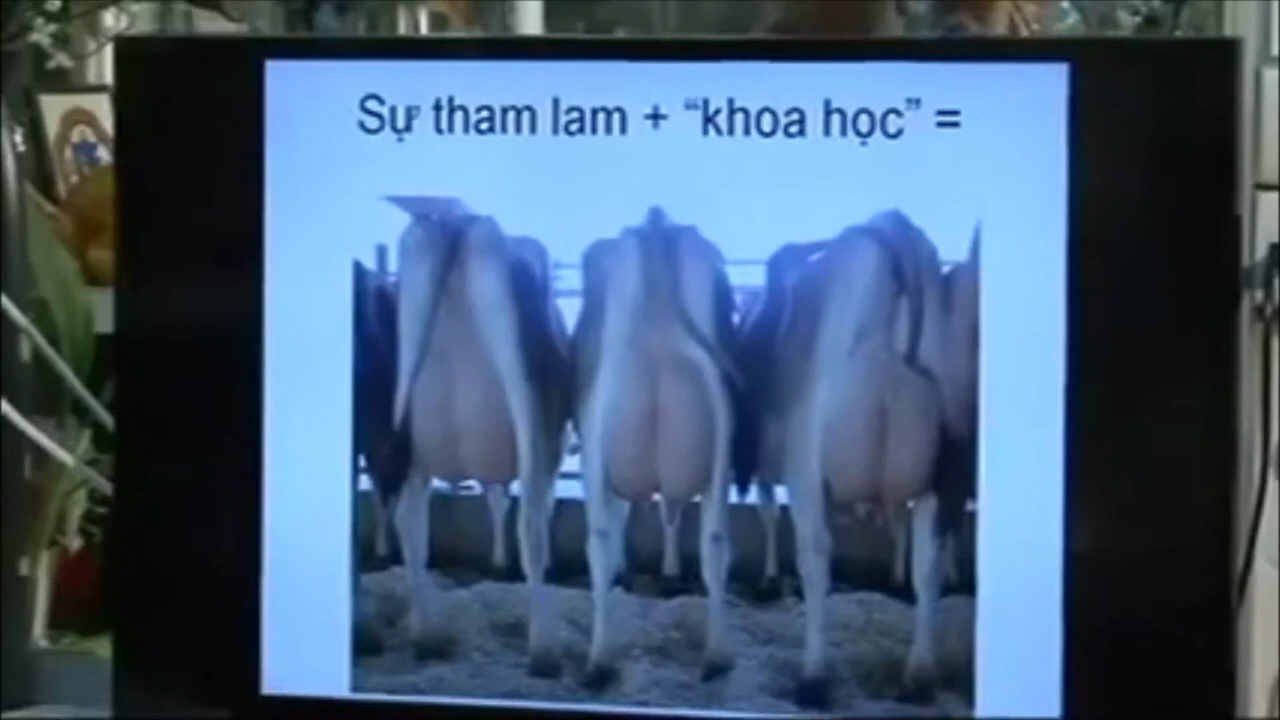 Sự tham lam + “khoa học” =